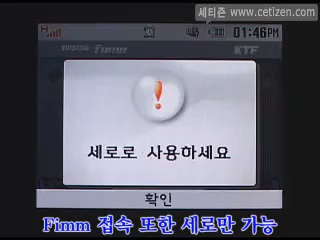 세티즌 www.cetizen.com
01:46PM
fimm KTF
세로로 사용하세요
확인
Fimm 접속 또한 세로만 가능